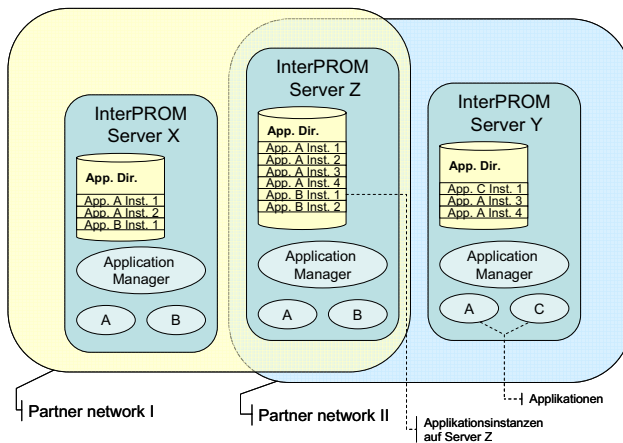 InterPROM
Server X
App. Dir.
App. A Inst. 1
App. A Inst. 2
App. B Inst. 1
Application
Manager
A
B
InterPROM
Server Z
App. Dir.
App. A Inst. 1
App. A Inst. 2
App. A Inst. 3
App. A Inst. 4
App. B Inst. 1
App. B Inst. 2
Application
Manager
A
B
InterPROM
Server Y
App. Dir.
App. C Inst. 1
App. A Inst. 3
App. A Inst. 4
Application
Manager
A
C
Partner network I
Partner network II
Applikationen
Applikationsinstanzen
auf Server Z